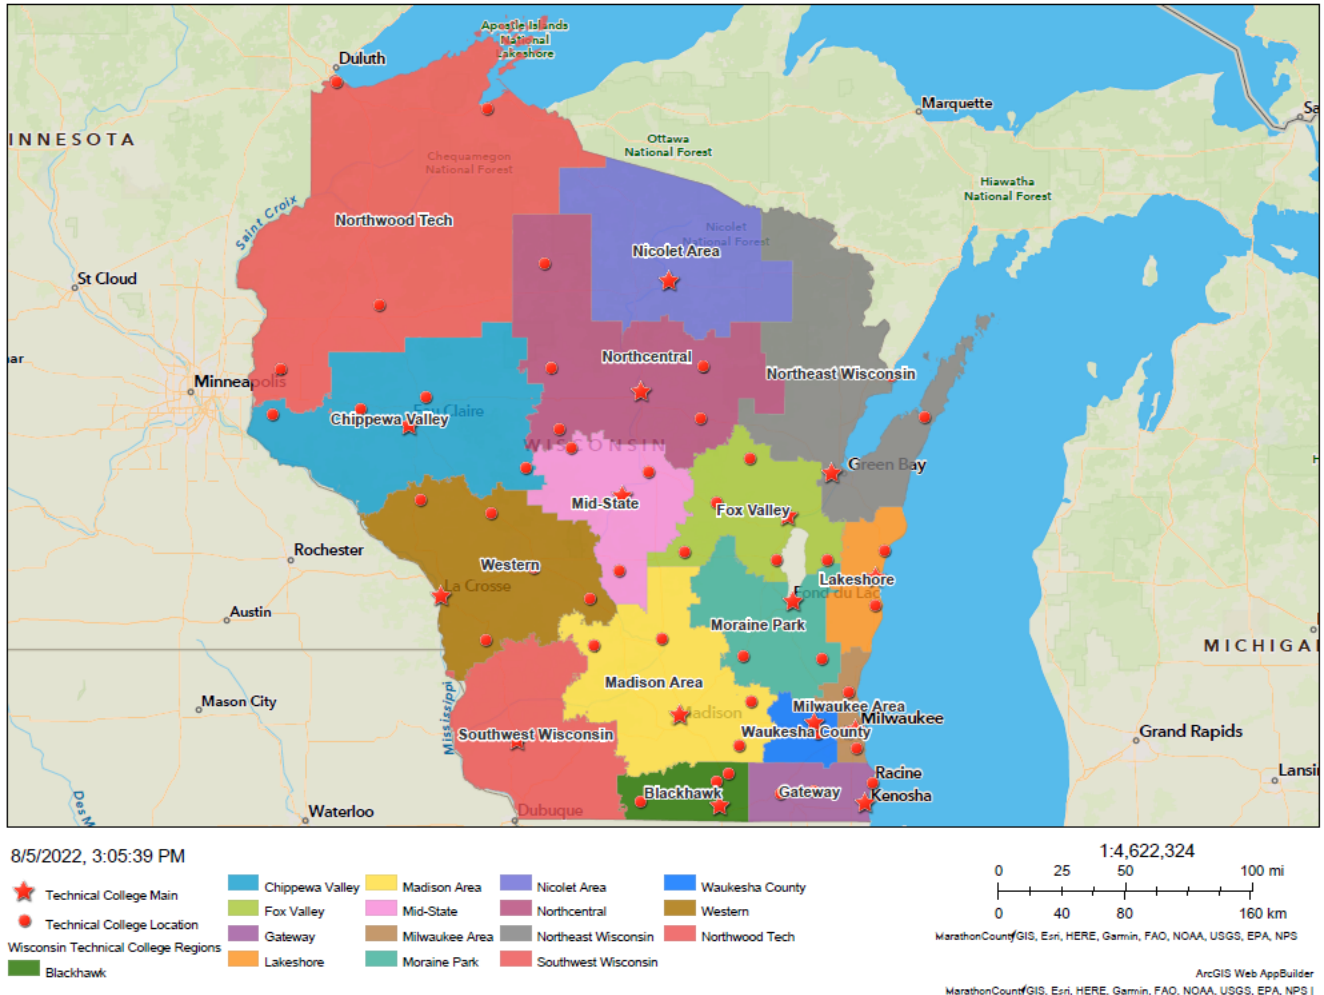 Apostle Islands
National
Lakeshore
Duluth
Marquette
Sa
INNESOTA
Ottawa
National Forest
Chequamegon
National Forest
Hiawatha
National Forest
Saint Croix
Northwood Tech
Nicolet
National Forest
Nicolet Area
St Cloud
ar
Northcentral
Minneapolis
Northeast Wisconsin
Eau Claire
Chippewa Valley
WISCONSIN
Green Bay
H
Mid-State
Fox Valley
Rochester
Western
La Crosse
Lakeshore
Fond du Lac
Austin
Moraine Park
MICHIGA
Madison Area
Mason City
Mississippi
Madison
Milwaukee Area
Milwaukee
Southwest Wisconsin
Waukesha County
Grand Rapids
Racine
Lansi
Blackhawk
Gateway
Kenosha
Des M
Waterloo
Dubuque
8/5/2022, 3:05:39 PM
Technical College Main
Technical College Location
Wisconsin Technical College Regions
Blackhawk
Chippewa Valley
Fox Valley
Gateway
Lakeshore
Madison Area
Mid-State
Milwaukee Area
Moraine Park
Nicolet Area
Northcentral
Northeast Wisconsin
Southwest Wisconsin
Waukesha County
Western
Northwood Tech
1:4,622,324
0 25 50 100 mi
0 40 80 160 km
MarathonCountyGIS, Esri, HERE, Garmin, FAO, NOAA, USGS, EPA, NPS
ArcGIS Web AppBuilder
MarathonCountyGIS, Esri, HERE, Garmin, FAO, NOAA, USGS, EPA, NPS |